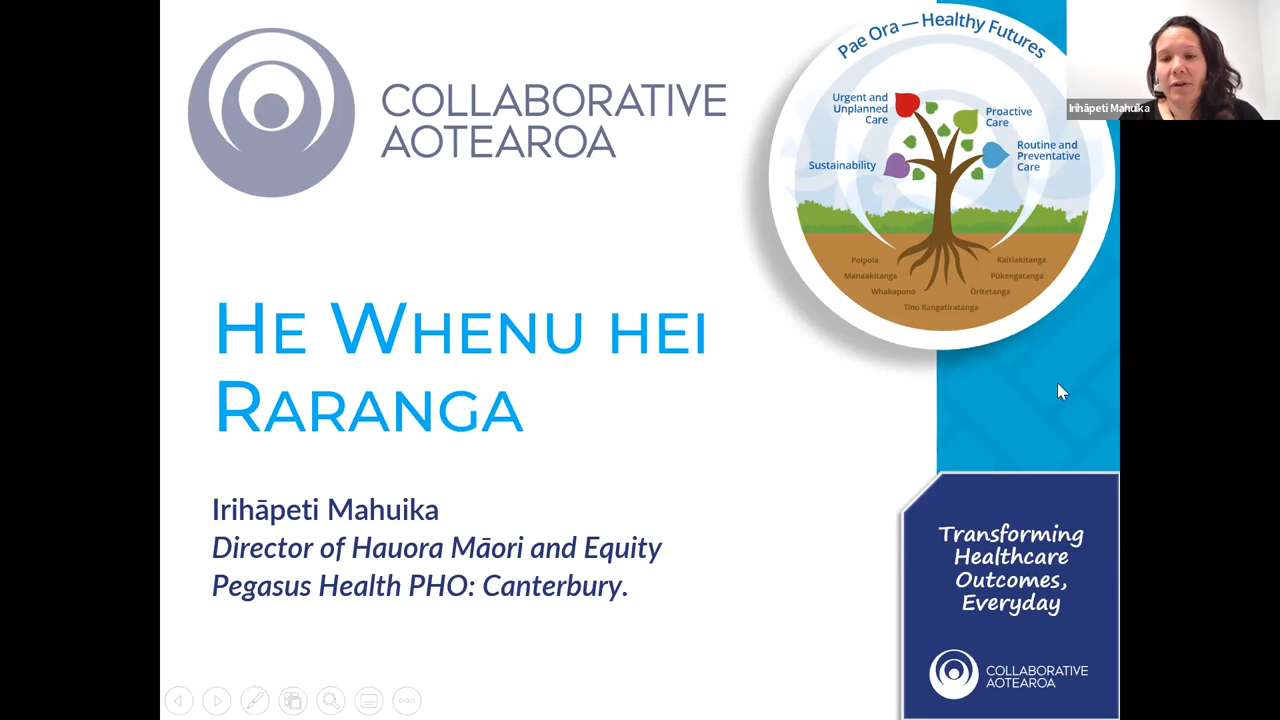 COLLABORATIVE
AOTEAROA
Pae Ora — Healthy Futures
Urgent and
Unplanned
Care
Proactive
Care
Routine and
Preventative
Care
Sustainability
Poipoia
Kaitiakitanga
Manaakitanga
Pūkengatanga
Whakapono
Ōritetanga
Tino Rangatiratanga
Irihāpeti Mahuika
HE WHENU HEI
RARANGA
Irihāpeti Mahuika
Director of Hauora Māori and Equity
Pegasus Health PHO: Canterbury.
Transforming
Healthcare
Outcomes,
Everyday
COLLABORATIVE
AOTEAROA